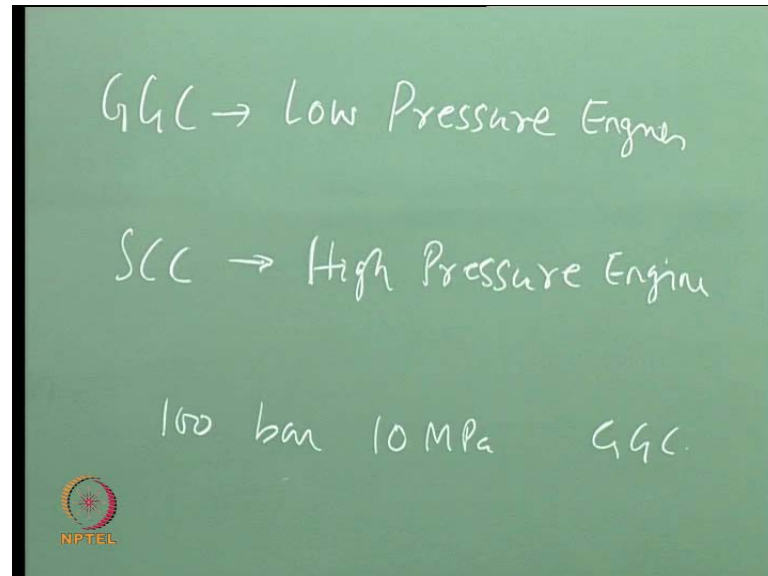 GGC → Low Pressure Engines
SCC → High Pressure Engine
100 bar 10 MPa GGC.
NPTEL